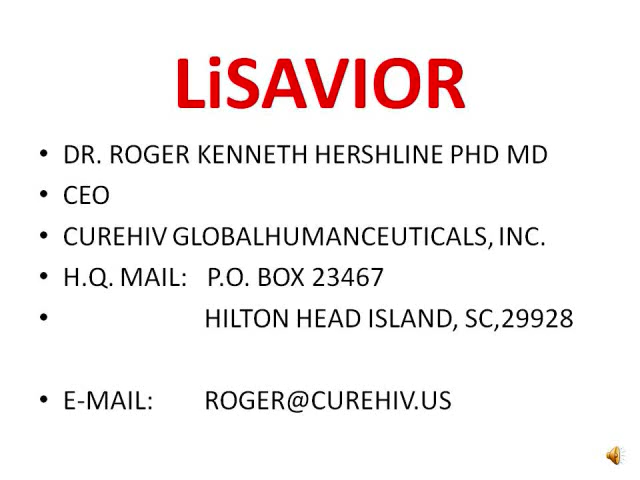 LiSAVIOR
• DR. ROGER KENNETH HERSHLINE PHD MD
• CEO
• CUREHIV GLOBALHUMANCEUTICALS, INC.
• H.Q. MAIL: P.O. BOX 23467
• HILTON HEAD ISLAND, SC,29928
• E-MAIL: ROGER@CUREHIV.US